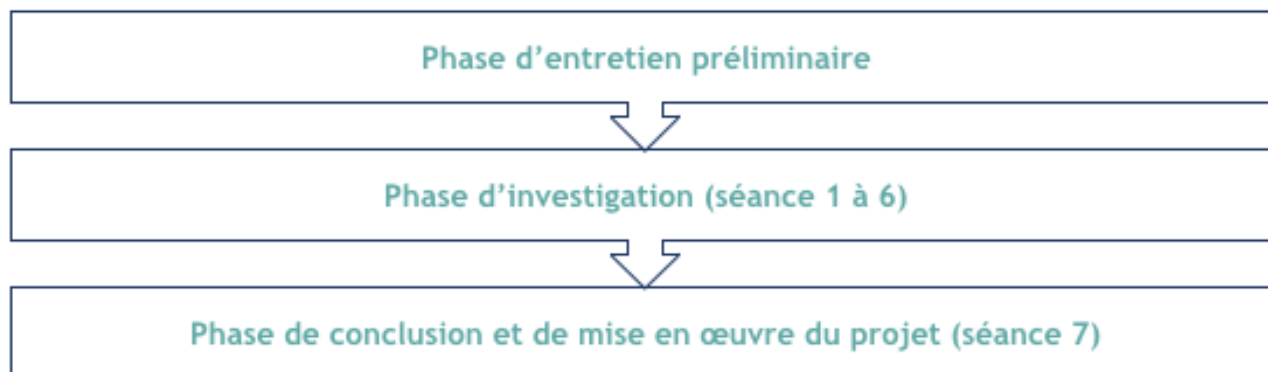 Phase d’entretien préliminaire
Phase d’investigation (séance 1 à 6)
Phase de conclusion et de mise en œuvre du projet (séance 7)